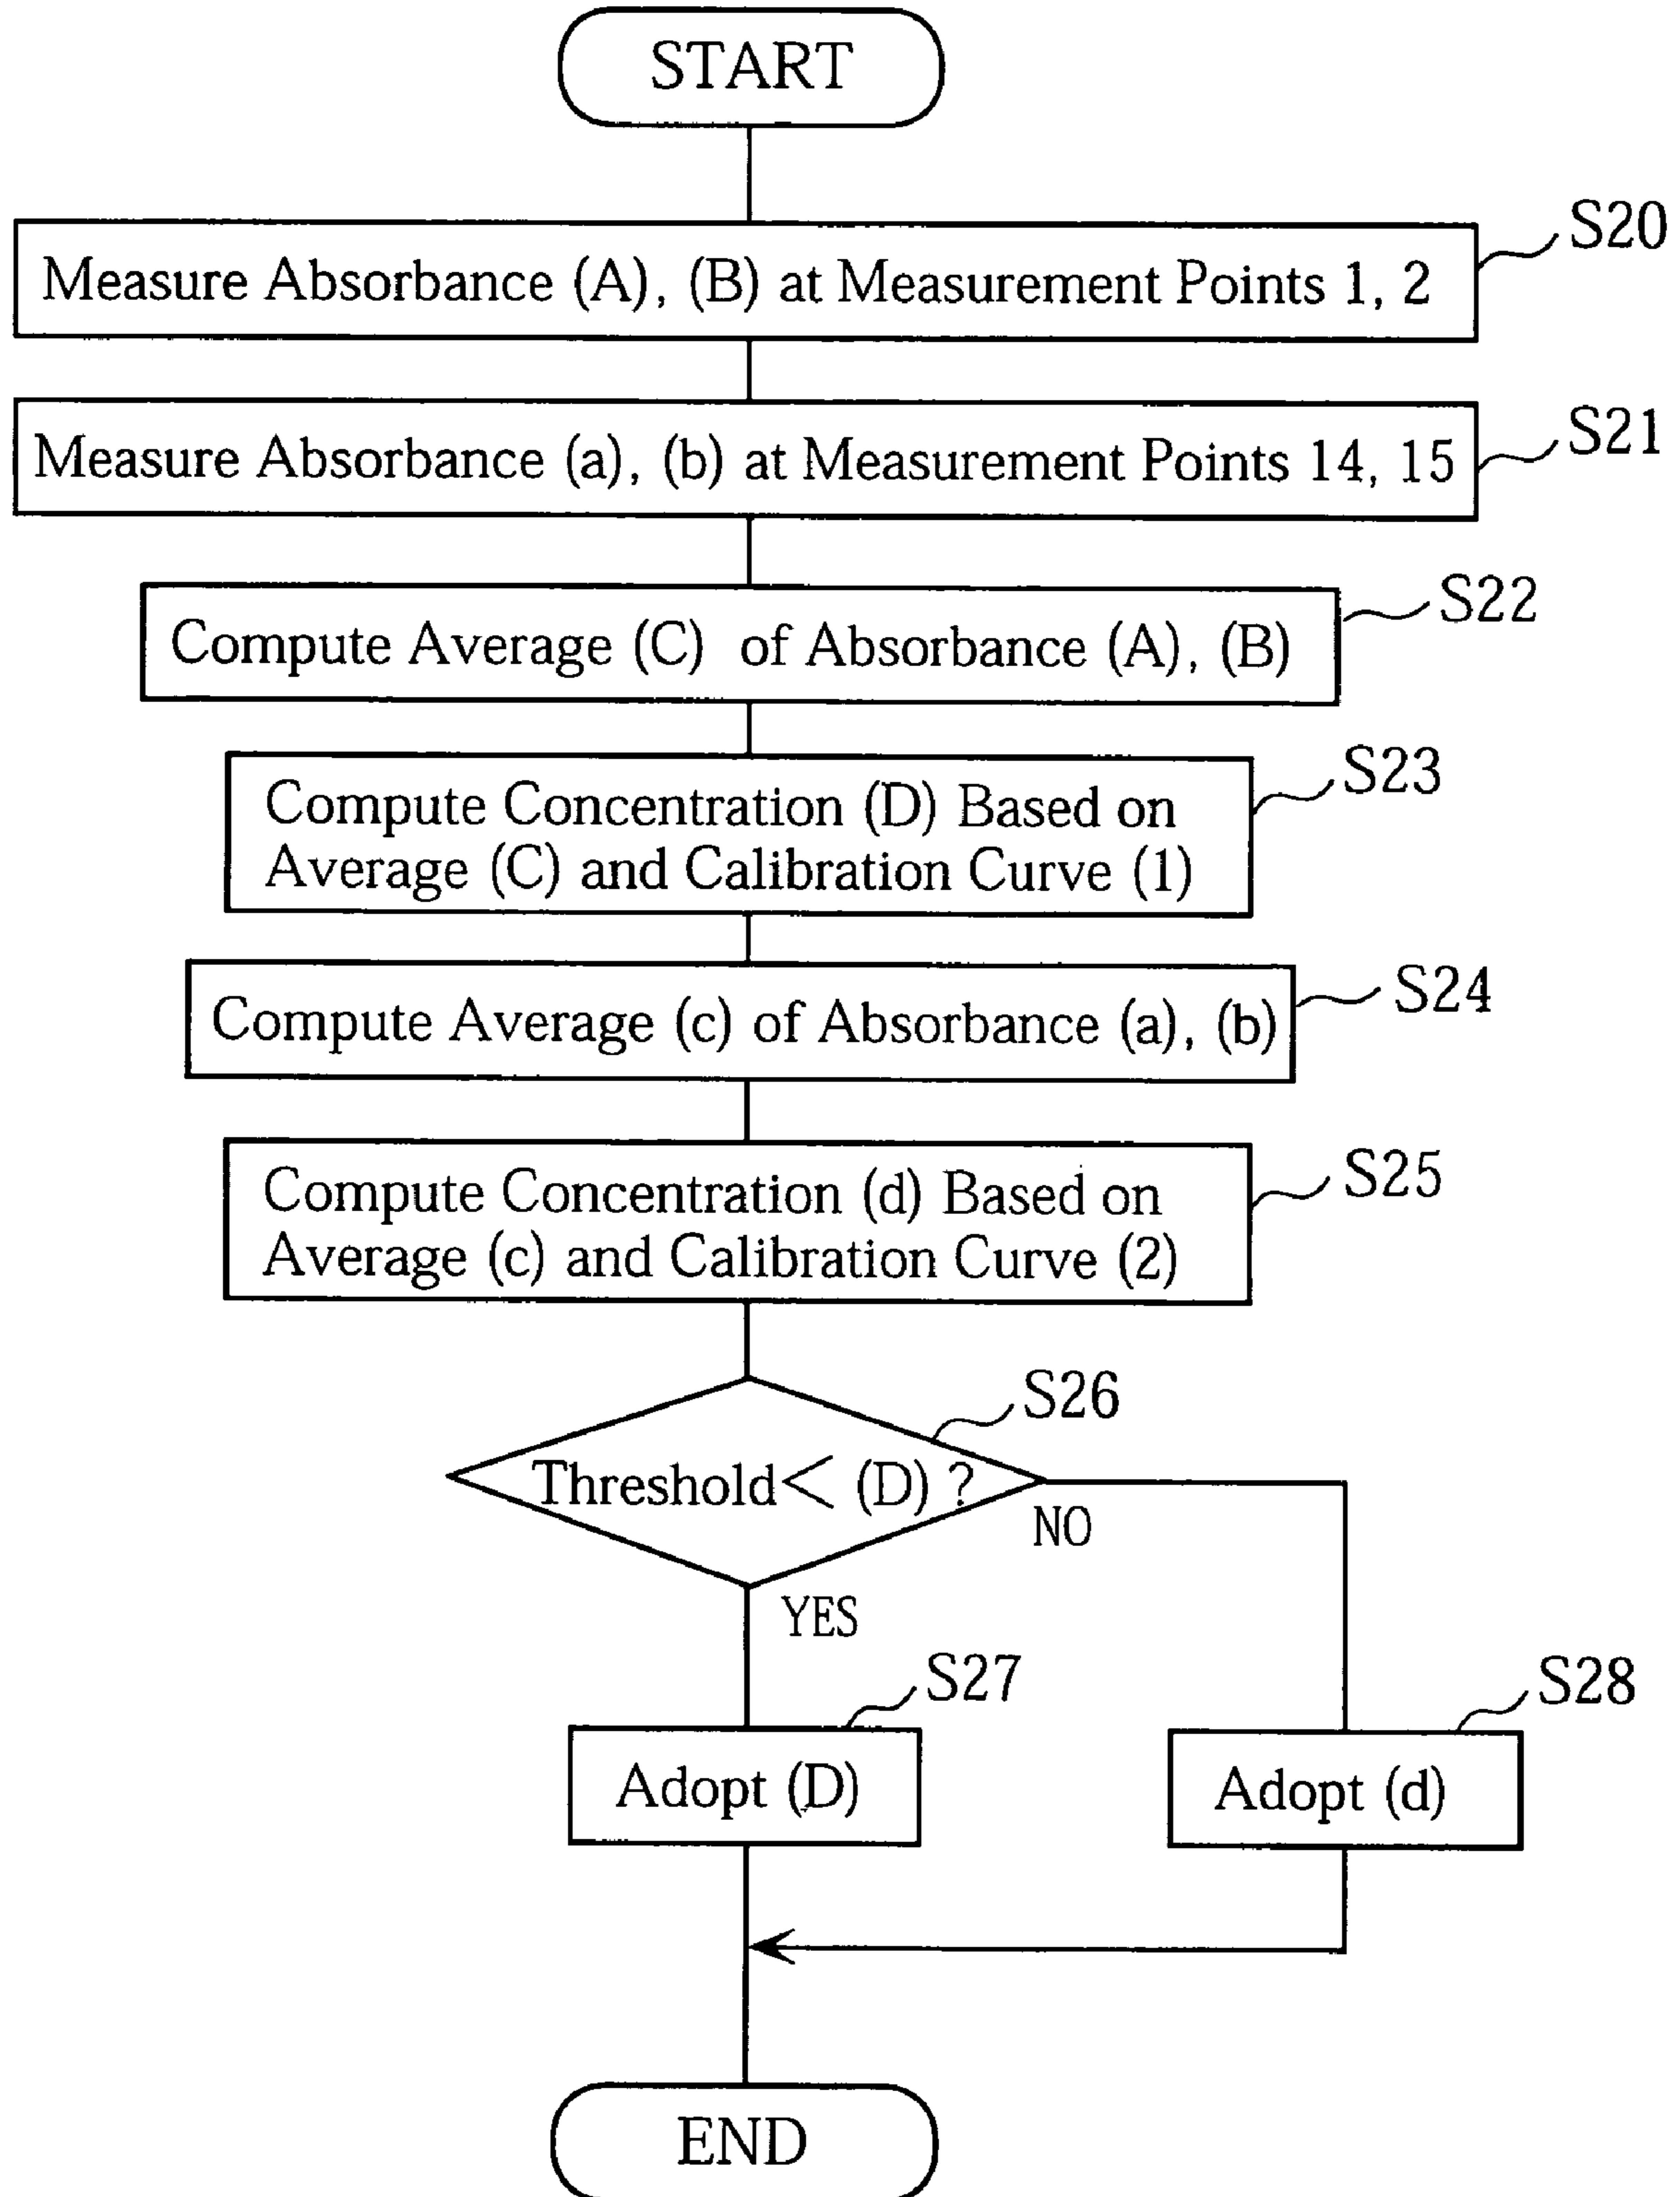 START
S20
Measure Absorbance (A), (B) at Measurement Points 1, 2
S21
Measure Absorbance (a), (b) at Measurement Points 14, 15
S22
Compute Average (C) of Absorbance (A), (B)
S23
Compute Concentration (D) Based on
Average (C) and Calibration Curve (1)
S24
Compute Average (c) of Absorbance (a), (b)
S25
Compute Concentration (d) Based on
Average (c) and Calibration Curve (2)
S26
Threshold< (D) ?
NO
YES
S27
S28
Adopt (D)
Adopt (d)
END